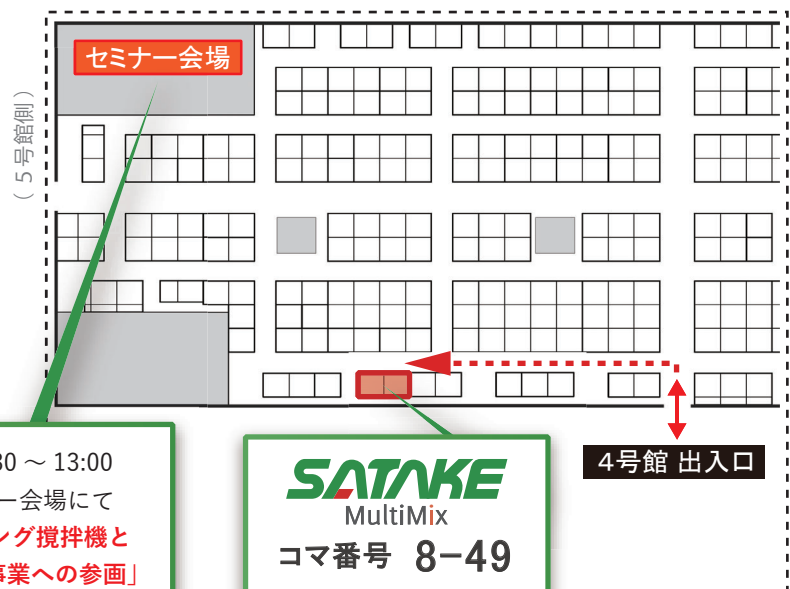 セミナー会場
（５号館側）
4号館 出入口
30 ～ 13:00
ー会場にて
ング撹拌機と
事業への参画」
SATAKE
MultiMix
コマ番号 8−49